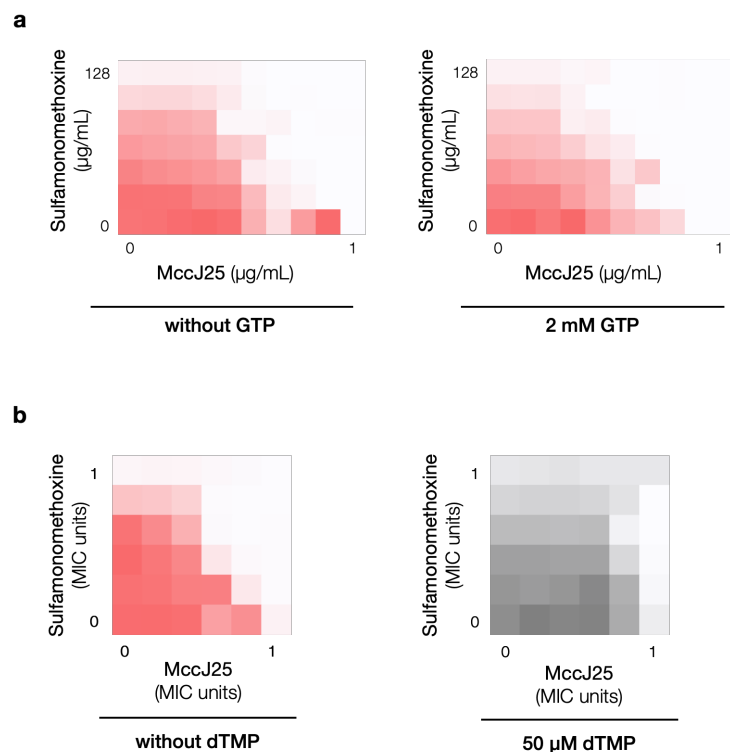 a
Sulfamonomethoxine
(µg/mL)
128
0
0
1
MccJ25 (µg/mL)
without GTP
Sulfamonomethoxine
(µg/mL)
128
0
0
1
MccJ25 (µg/mL)
2 mM GTP
b
Sulfamonomethoxine
(MIC units)
1
0
0
1
MccJ25
(MIC units)
without dTMP
Sulfamonomethoxine
(MIC units)
1
0
0
1
MccJ25
(MIC units)
50 µM dTMP